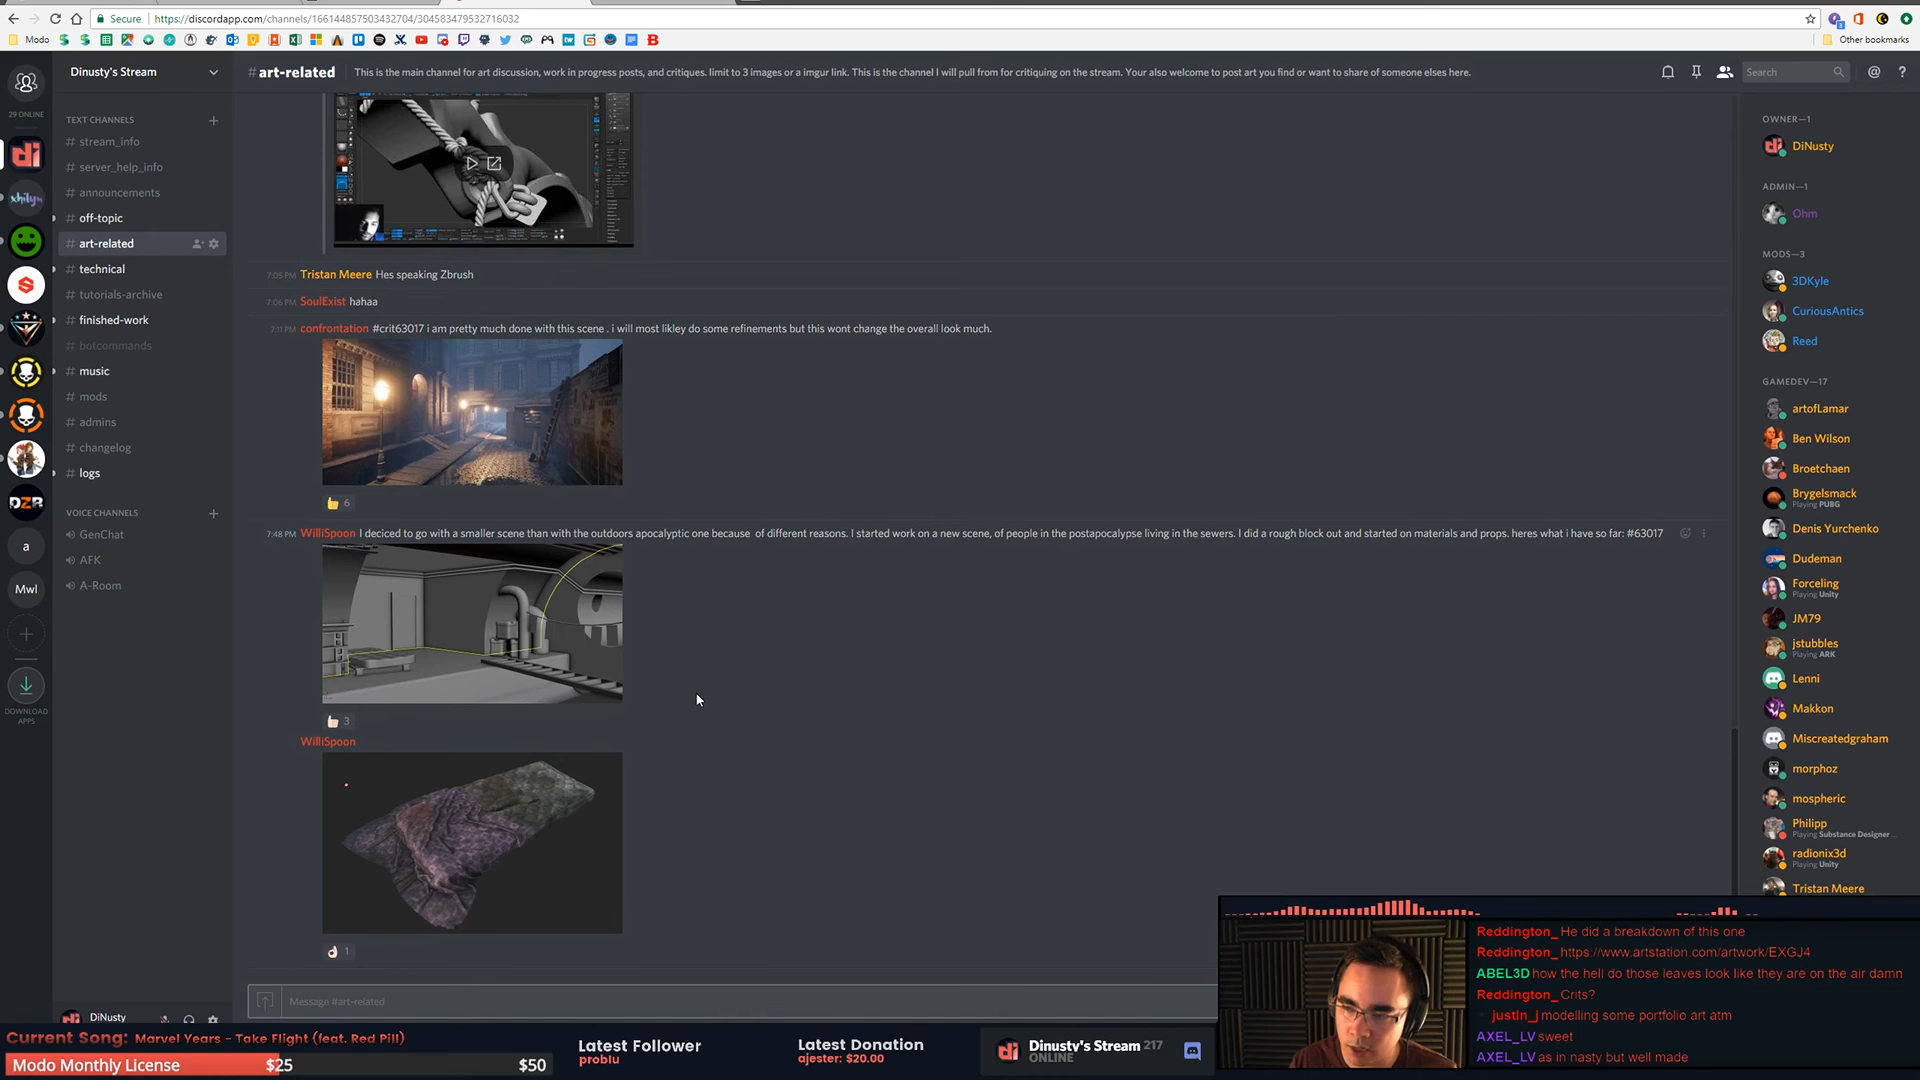 Secure
https://discordapp.com/channels/166144857503432704/304583479532716032
Modo
Other bookmarks
29 ONLINE
Dinusty's Stream
#art-related
This is the main channel for art discussion, work in progress posts, and critiques. limit to 3 images or a imgur link. This is the channel I will pull from for critiquing on the stream. Your also welcome to post art you find or want to share of someone elses here.
Search
TEXT CHANNELS
# stream_info
# server_help_info
# announcements
# off-topic
# art-related
# technical
# tutorials-archive
# finished-work
# botcommands
# music
# mods
# admins
# changelog
# logs
VOICE CHANNELS
GenChat
AFK
A-Room
xhilyn
DZR
a
Mwl
DOWNLOAD
APPS
7:05 PM Tristan Meere Hes speaking Zbrush
7:06 PM SoulExist hahaa
7:11 PM confrontation #crit63017 i am pretty much done with this scene . i will most likley do some refinements but this wont change the overall look much.
6
7:48 PM WilliSpoon I deciced to go with a smaller scene than with the outdoors apocalyptic one because of different reasons. I started work on a new scene, of people in the postapocalypse living in the sewers. I did a rough block out and started on materials and props. heres what i have so far: #63017
3
WilliSpoon
1
Message #art-related
OWNER—1
DiNusty
ADMIN—1
Ohm
MODS—3
3DKyle
CuriousAntics
Reed
GAMEDEV—17
artofLamar
Ben Wilson
Broetchaen
Brygelsmack
Playing PUBG
Denis Yurchenko
Dudeman
Forceling
Playing Unity
JM79
jstubbles
Playing ARK
Lenni
Makkon
Miscreatedgraham
morphoz
mospheric
Philipp
Playing Substance Designer ...
radionix3d
Playing Unity
Tristan Meere
DiNusty
Reddington_ He did a breakdown of this one
Reddington_ https://www.artstation.com/artwork/EXGJ4
ABEL3D how the hell do those leaves look like they are on the air damn
Reddington_ Crits?
justin_j modelling some portfolio art atm
AXEL_LV sweet
AXEL_LV as in nasty but well made
Current Song: Marvel Years - Take Flight (feat. Red Pill)
Modo Monthly License $25 $50
Latest Follower
problu
Latest Donation
ajester: $20.00
Dinusty's Stream 217
ONLINE